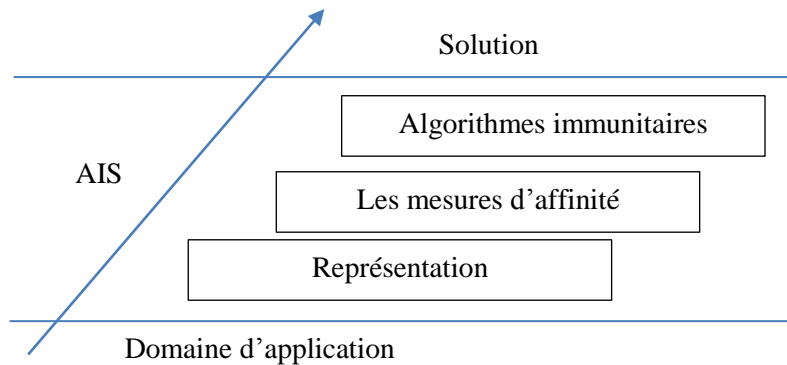 Solution
Algorithmes immunitaires
AIS
Les mesures d’affinité
Représentation
Domaine d’application